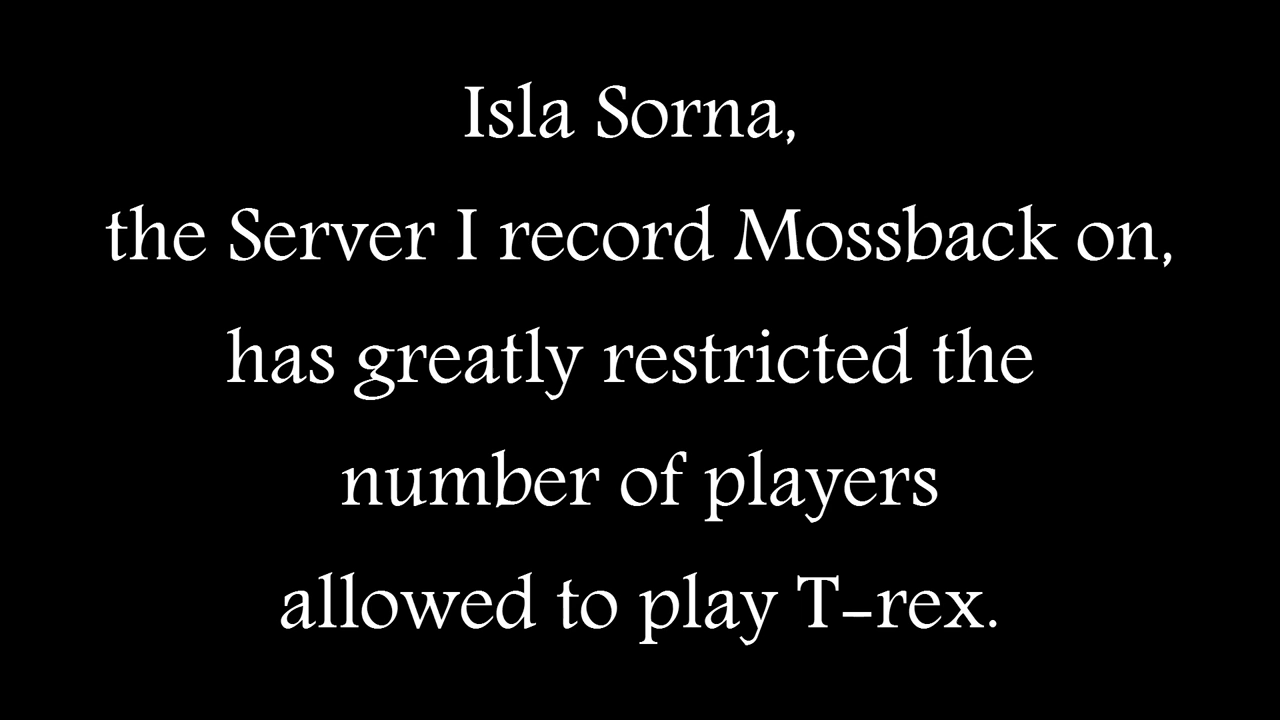 Isla Sorna,
the Server I record Mossback on,
has greatly restricted the
number of players
allowed to play T-rex.